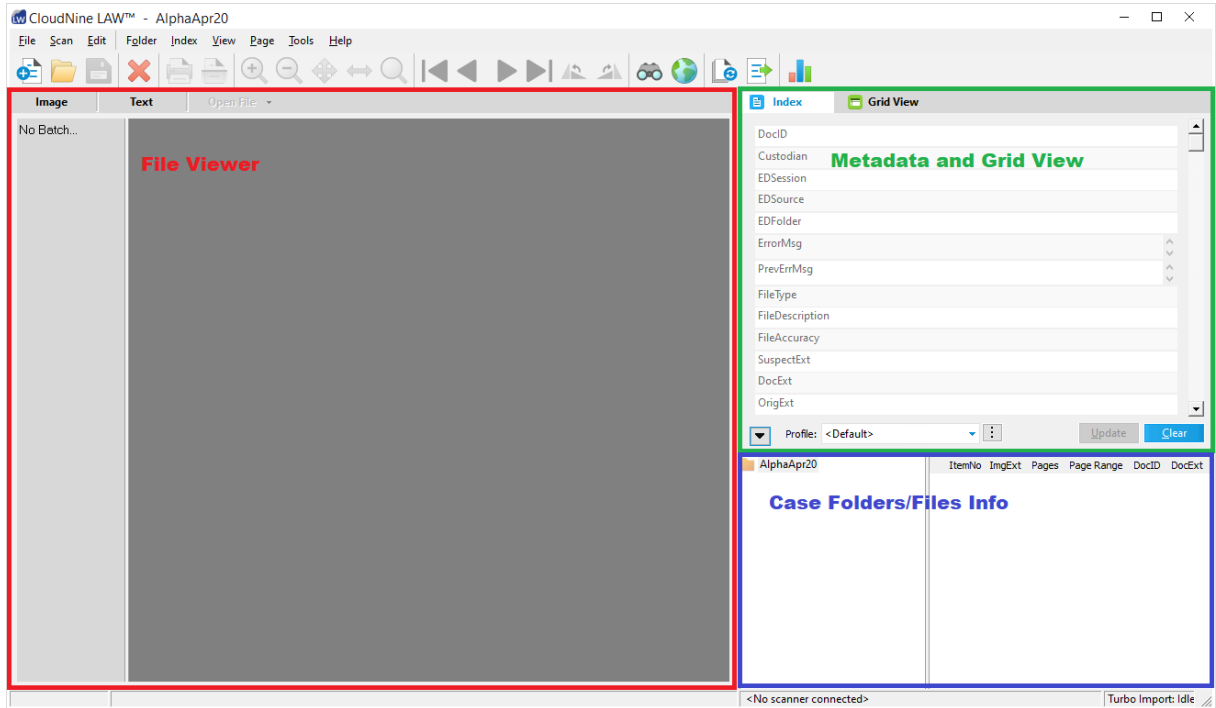 CloudNine LAW™ - AlphaApr20
File Scan Edit Folder Index View Page Tools Help
Image Text Open File
No Batch...
File Viewer
Index Grid View
DocID
Custodian
Metadata and Grid View
EDSession
EDSource
EDFolder
ErrorMsg
PrevErrMsg
FileType
FileDescription
FileAccuracy
SuspectExt
DocExt
OrigExt
Profile: <Default> Update Clear
AlphaApr20
ItemNo ImgExt Pages Page Range DocID DocExt
Case Folders/Files Info
<No scanner connected> Turbo Import: Idle